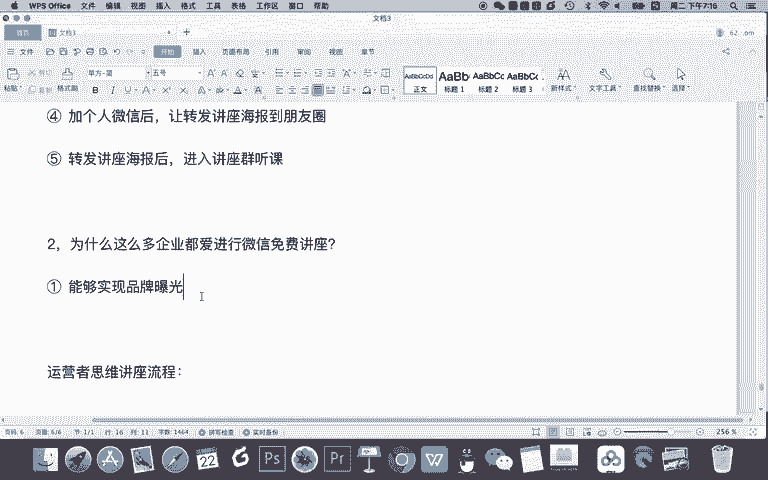 WPS Office 文件 编辑 视图 插入 格式 工具 表格 工作区 窗口 帮助 周二下午7:16
文档3
首页 文档3
文件 开始 插入 页面布局 引用 审阅 视图 章节
粘贴 剪切 复制 格式刷 五号 AaBbCcDd AaBb AaBbCc AaBbCc
正文 标题 1 标题 2 标题 3 新样式 文字工具 查找替换 选择
④ 加个人微信后，让转发讲座海报到朋友圈
⑤ 转发讲座海报后，进入讲座群听课
2，为什么这么多企业都爱进行微信免费讲座？
① 能够实现品牌曝光
运营者思维讲座流程：
页码: 6 页面: 6/6 节: 1/1 行: 16 列: 11 字数: 1464 拼写检查 实时备份 256 %
22 Ps Pr